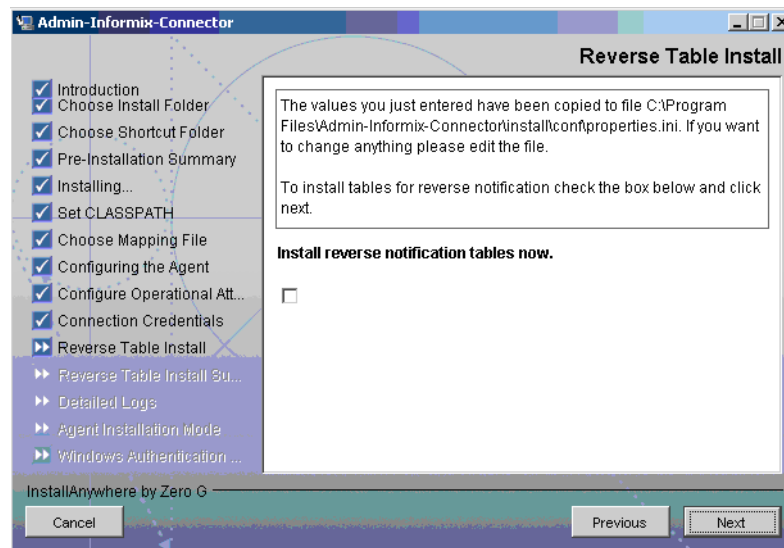 Admin-Informix-Connector
Reverse Table Install
Introduction
Choose Install Folder
Choose Shortcut Folder
Pre-Installation Summary
Installing...
Set CLASSPATH
Choose Mapping File
Configuring the Agent
Configure Operational Att...
Connection Credentials
Reverse Table Install
Reverse Table Install Su...
Detailed Logs
Agent Installation Mode
Windows Authentication ...
The values you just entered have been copied to file C:\Program
Files\Admin-Informix-Connector\install\conf\properties.ini. If you want
to change anything please edit the file.
To install tables for reverse notification check the box below and click
next.
Install reverse notification tables now.
InstallAnywhere by Zero G
Cancel
Previous
Next